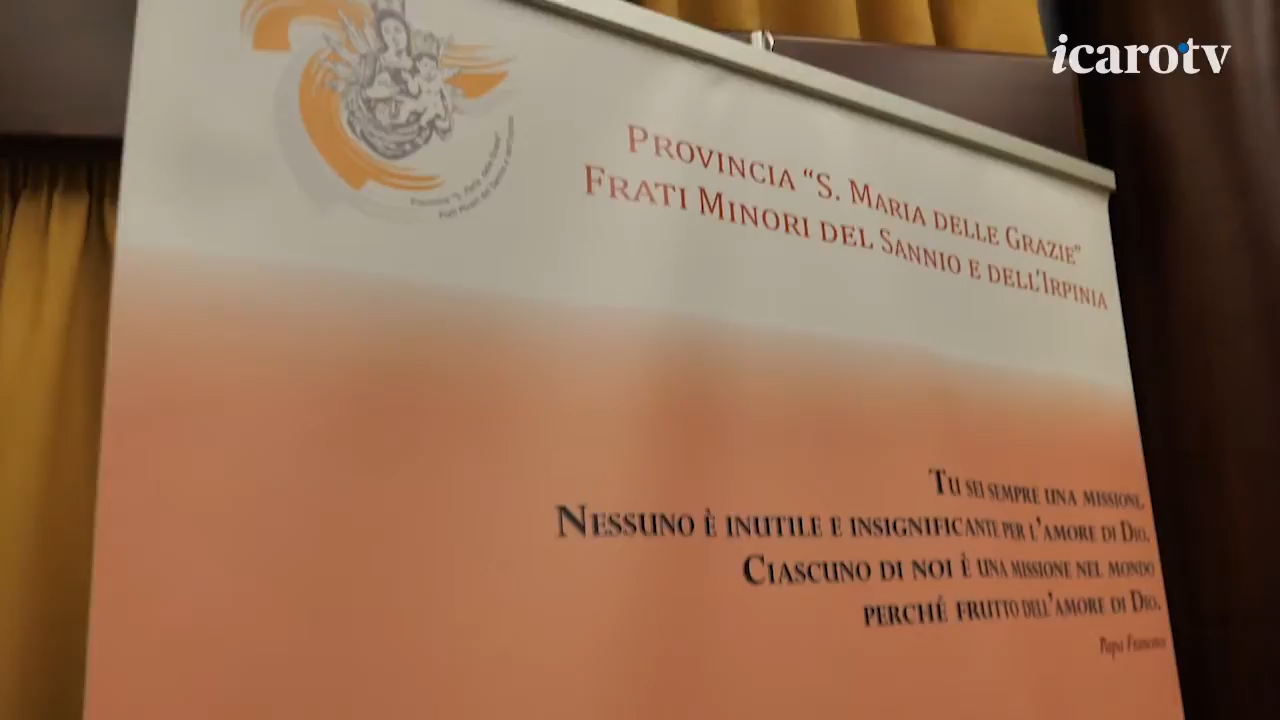 icarotv
PROVINCIA “S. MARIA DELLE GRAZIE”
FRATI MINORI DEL SANNIO E DELL'IRPINIA
TU SEI SEMPRE UNA MISSIONE.
NESSUNO È INUTILE E INSIGNIFICANTE PER L'AMORE DI DIO.
CIASCUNO DI NOI È UNA MISSIONE NEL MONDO
PERCHÉ FRUTTO DELL'AMORE DI DIO.
Papa Francesco